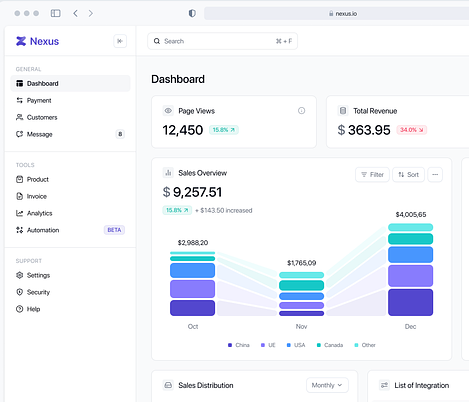 nexus.io
Nexus
Search
⌘ + F
GENERAL
Dashboard
Payment
Customers
Message 8
TOOLS
Product
Invoice
Analytics
Automation BETA
SUPPORT
Settings
Security
Help
Dashboard
Page Views
12,450 15.8%
Total Revenue
$ 363.95 34.0%
Sales Overview
Filter Sort
$ 9,257.51
15.8% + $143.50 increased
$2,988,20
$1,765,09
$4,005,65
Oct Nov Dec
China UE USA Canada Other
Sales Distribution
Monthly
List of Integration